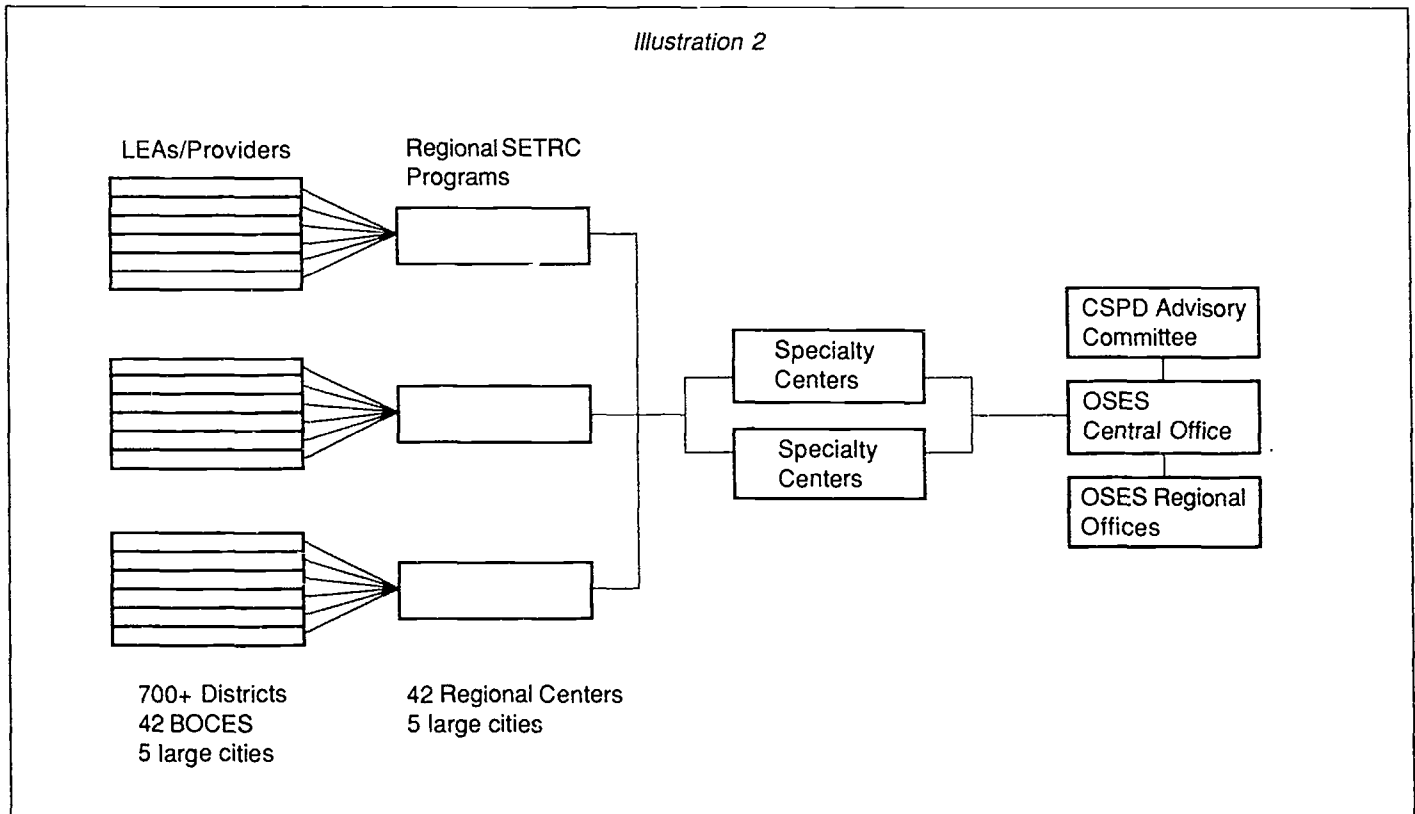 Illustration 2
LEAs/Providers
Regional SETRC
Programs
Specialty
Centers
Specialty
Centers
CSPD Advisory
Committee
OSES
Central Office
OSES Regional
Offices
700+ Districts
42 BOCES
5 large cities
42 Regional Centers
5 large cities